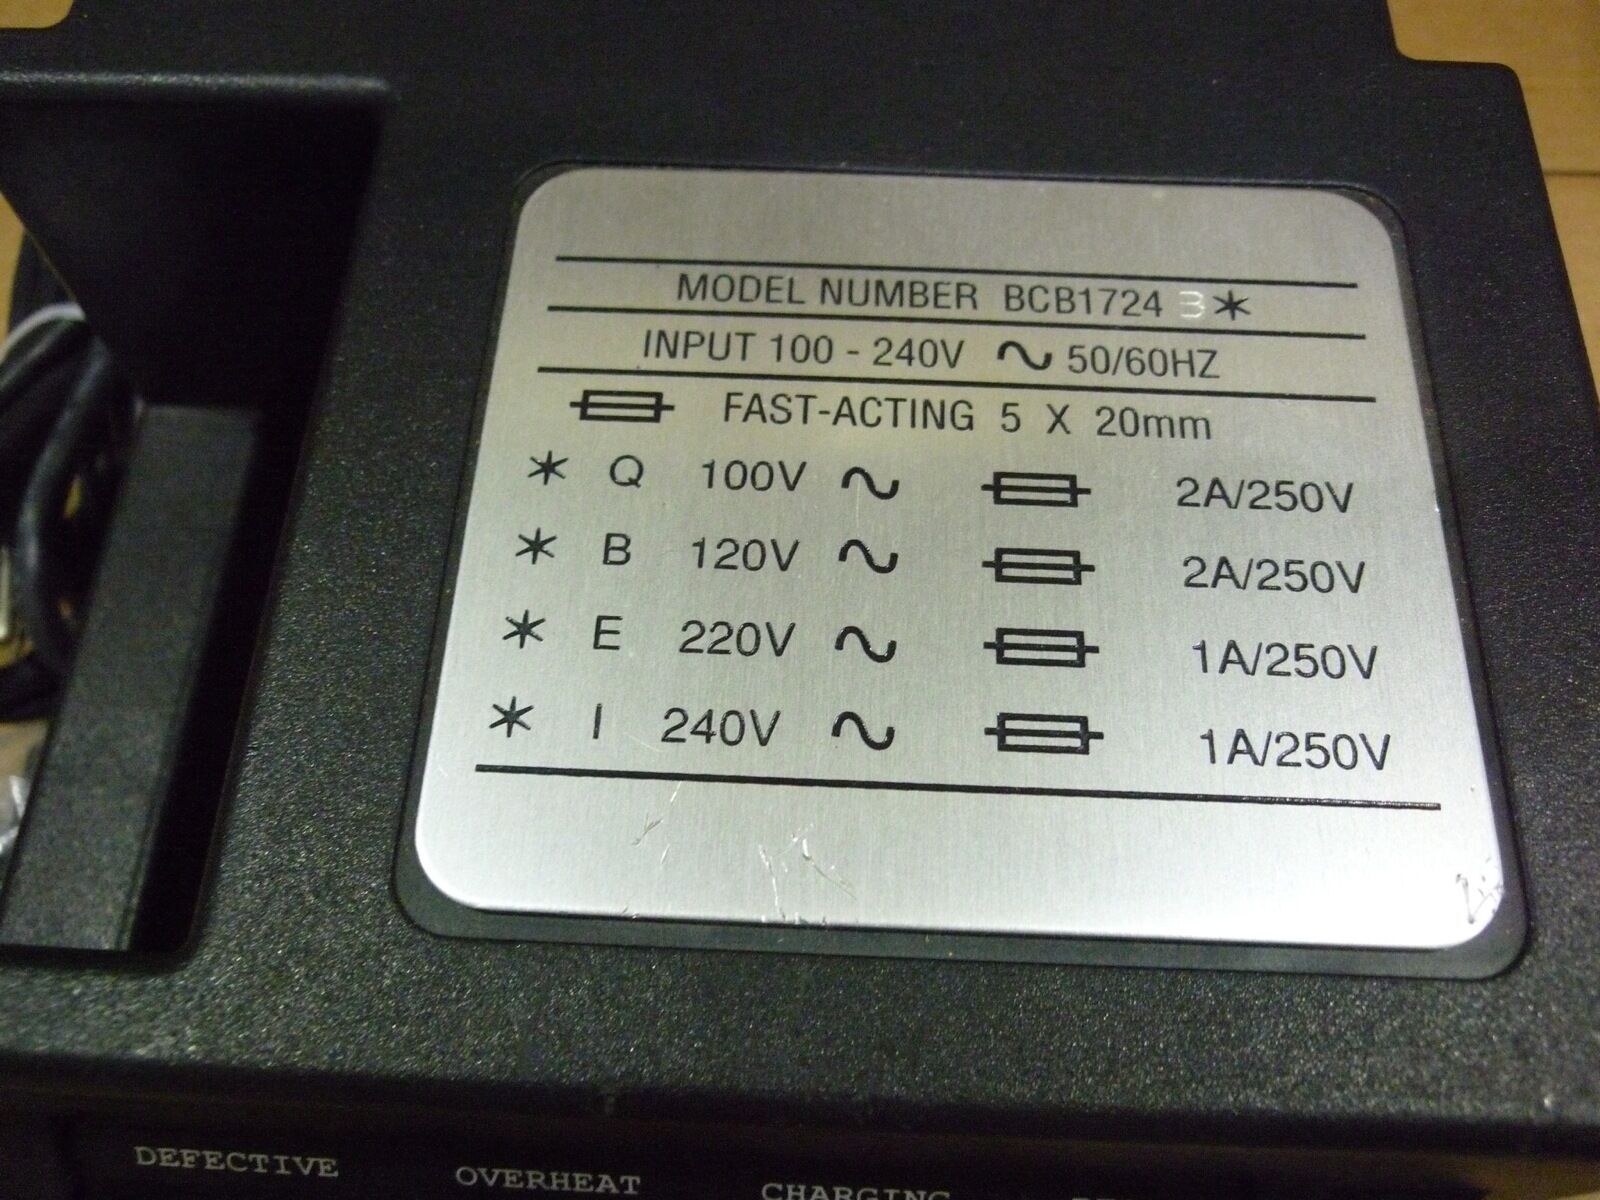 MODEL NUMBER BCB1724 B*
INPUT 100 - 240V ∿ 50/60HZ
FAST-ACTING 5 X 20mm
* Q 100V ∿ 2A/250V
* B 120V ∿ 2A/250V
* E 220V ∿ 1A/250V
* I 240V ∿ 1A/250V
DEFECTIVE OVERHEAT CHARGING